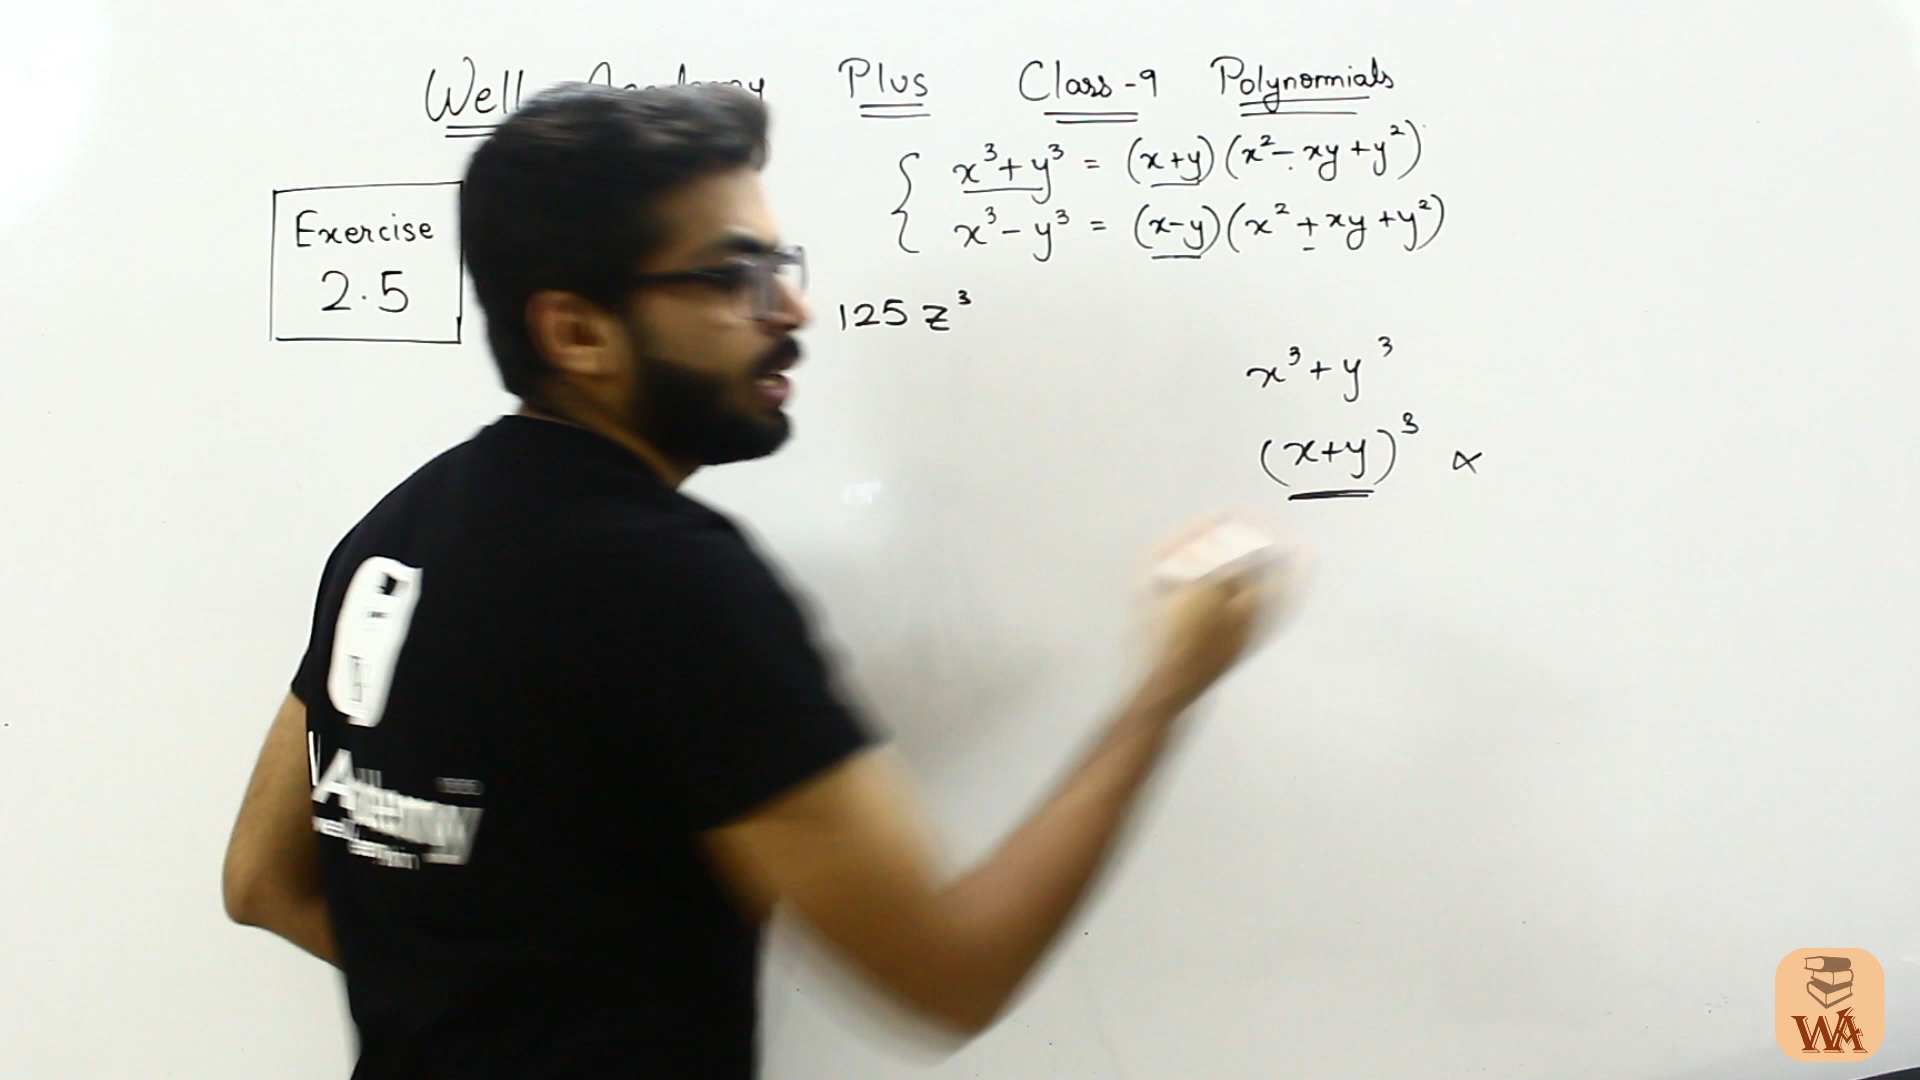 Well Academy Plus Class-9 Polynomials
x³+y³ = (x+y)(x²-xy+y²)
x³-y³ = (x-y)(x²+xy+y²)
Exercise
2.5
125z³
x³+y³
(x+y)³ ×
WA